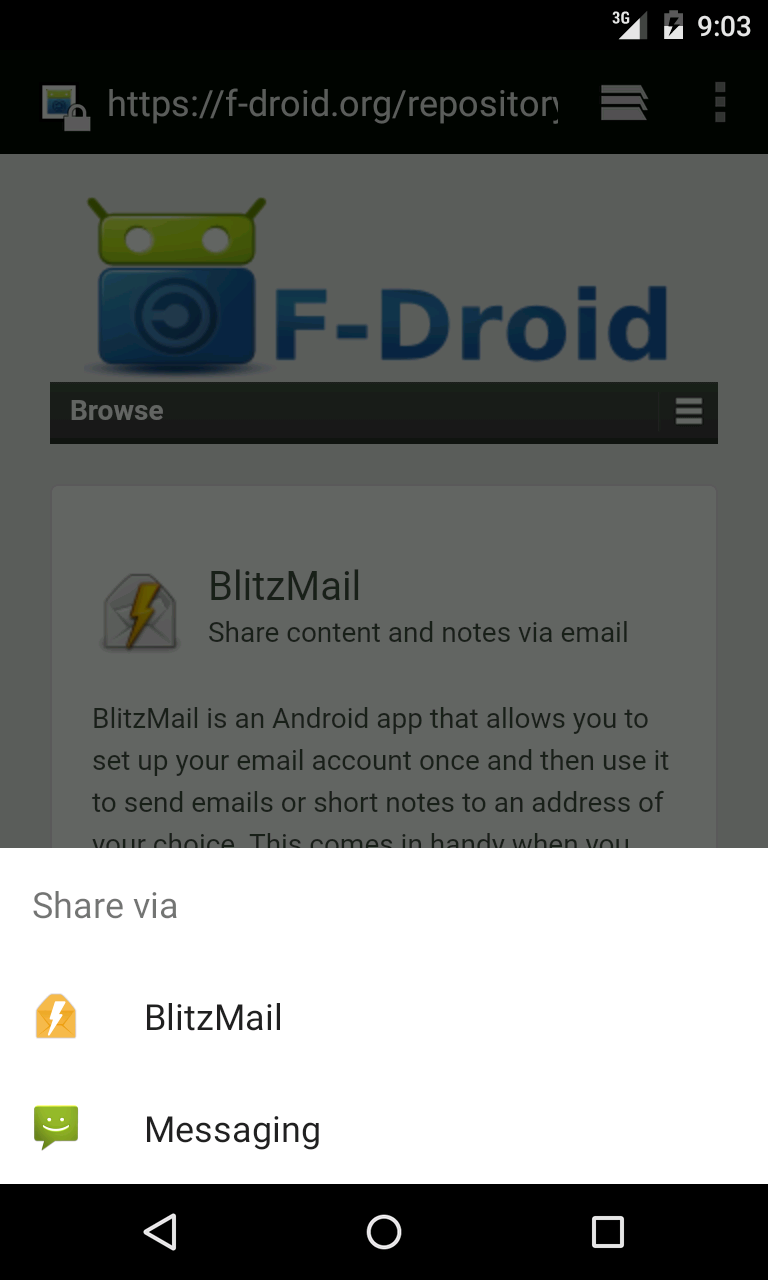 3G 9:03
https://f-droid.org/repository
F-Droid
Browse
BlitzMail
Share content and notes via email
BlitzMail is an Android app that allows you to
set up your email account once and then use it
to send emails or short notes to an address of
your choice. This comes in handy when you
Share via
BlitzMail
Messaging